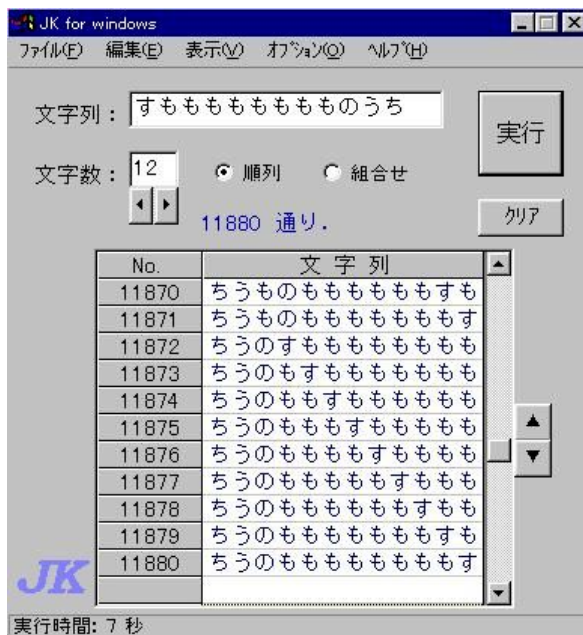 JK for windows
ファイル(F) 編集(E) 表示(V) オプション(O) ヘルプ(H)
文字列： すもももももももものうち
実行
文字数： 12 順列 組合せ
11880 通り．
クリア
No. 文字列
11870 ちうものももももももすも
11871 ちうものもももももももす
11872 ちうのすもももももももも
11873 ちうのもすももももももも
11874 ちうのももすもももももも
11875 ちうのもももすももももも
11876 ちうのももももすもももも
11877 ちうのもももももすももも
11878 ちうのももももももすもも
11879 ちうのもももももももすも
11880 ちうのももももももももす
JK
実行時間: 7 秒